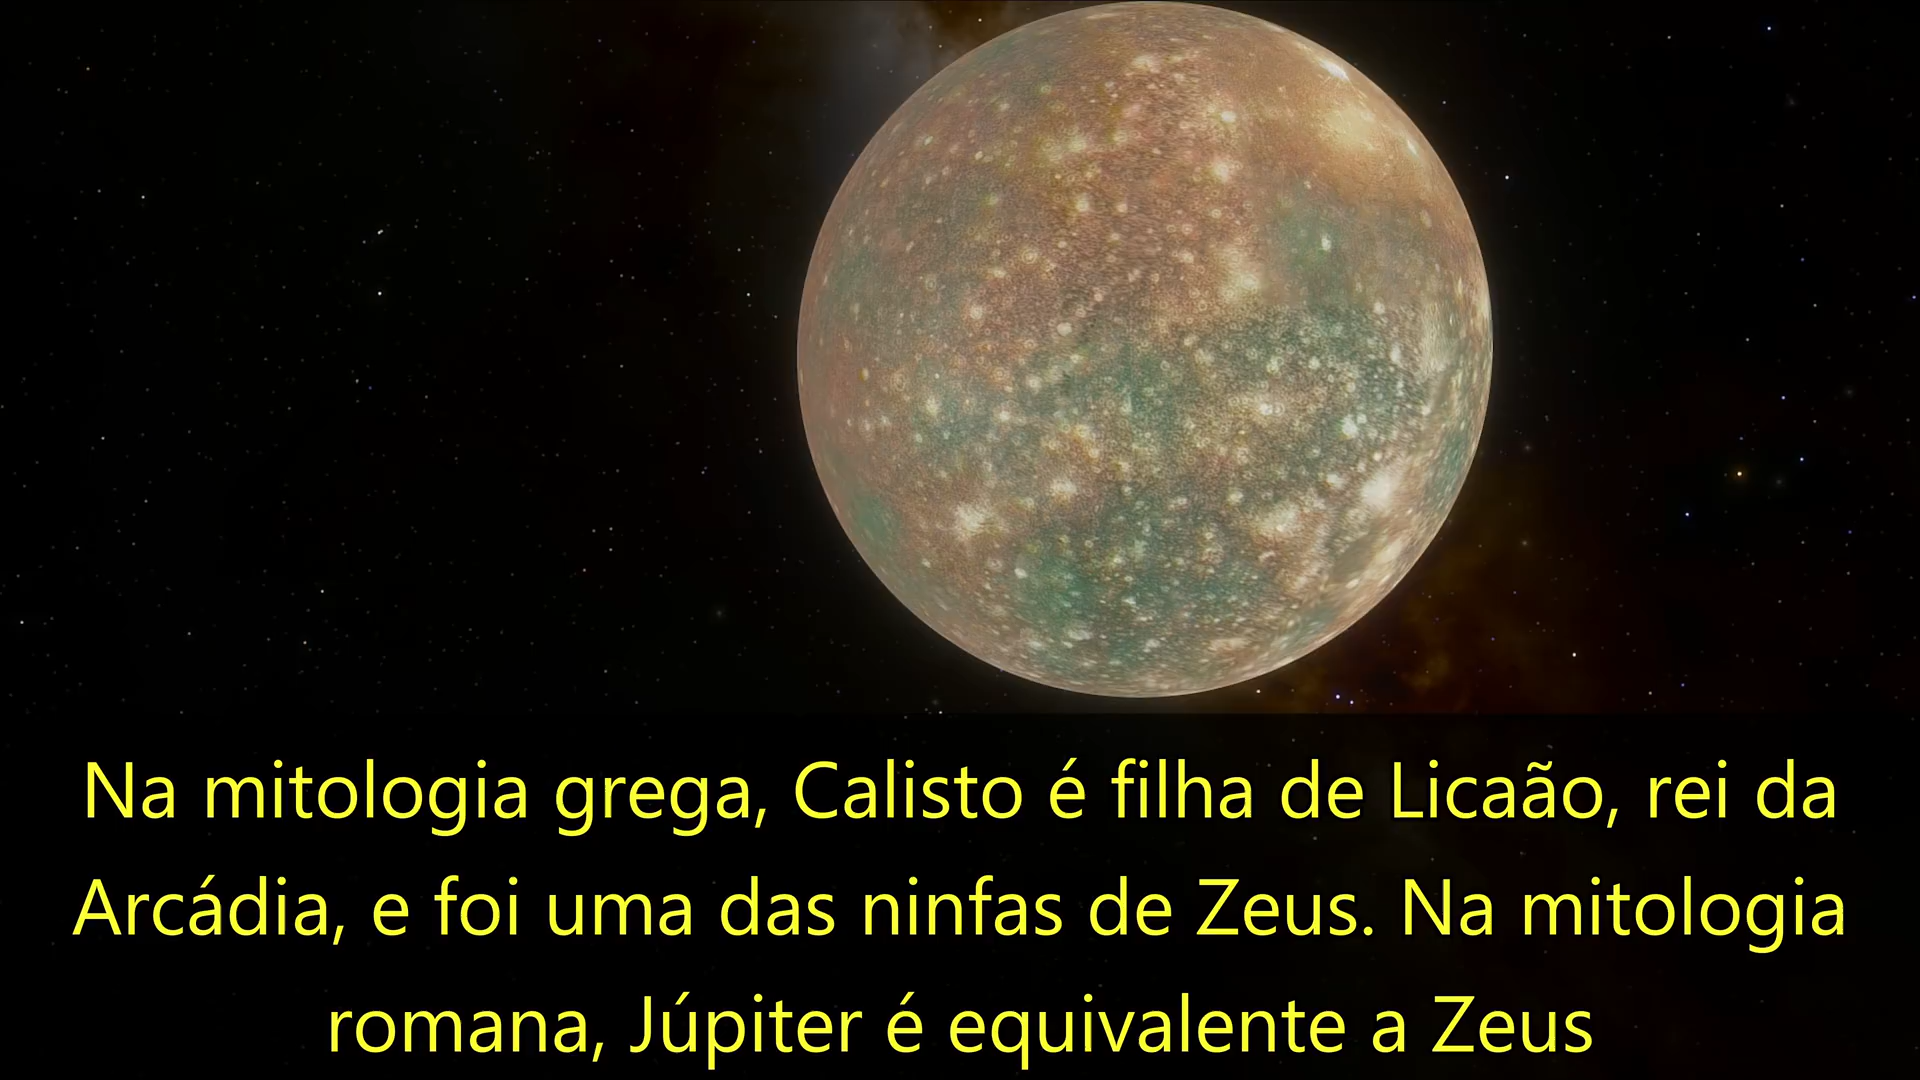 Na mitologia grega, Calisto é filha de Licaão, rei da
Arcádia, e foi uma das ninfas de Zeus. Na mitologia
romana, Júpiter é equivalente a Zeus